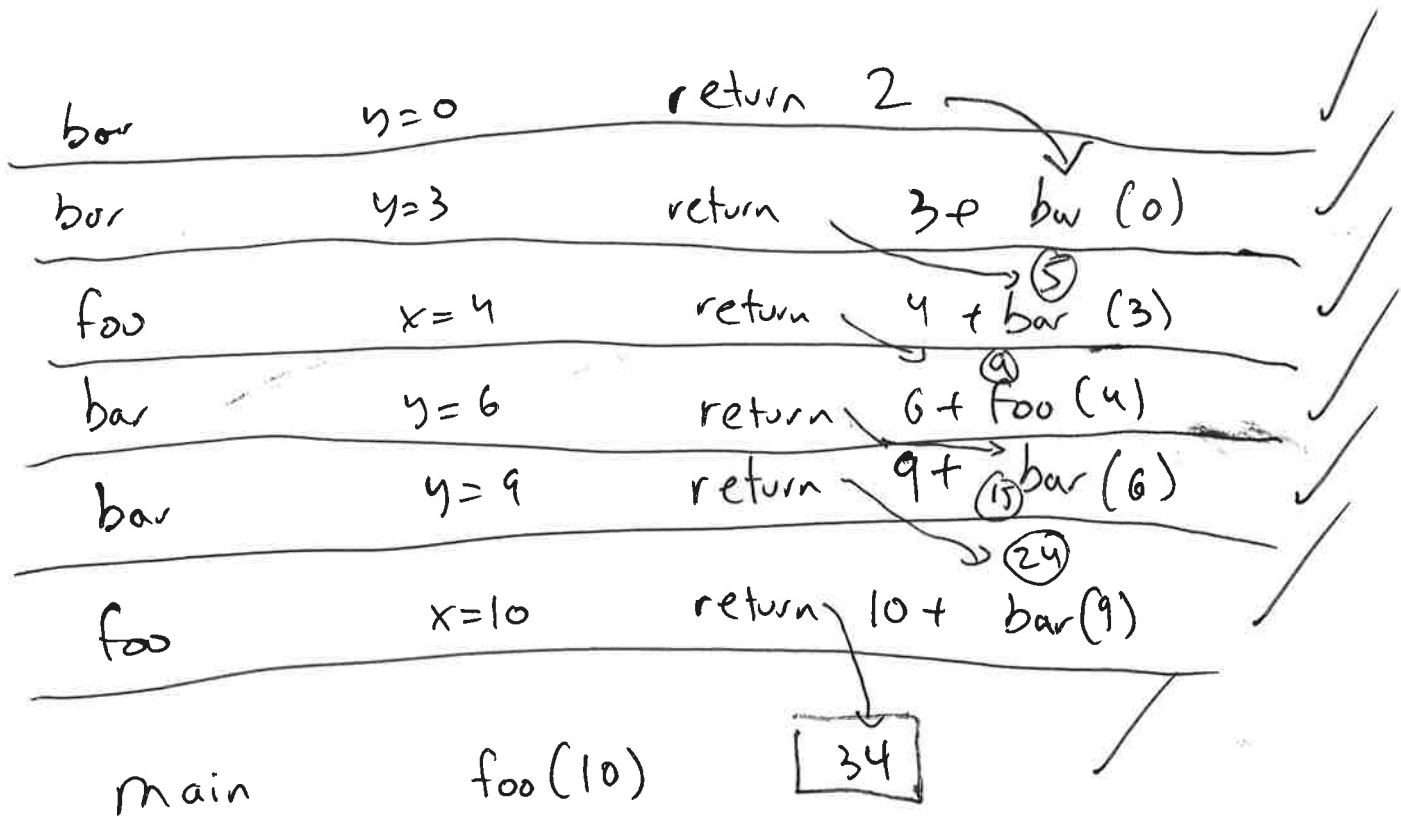 bar y=0 return 2
bar y=3 return 3+ bar (0)
5
foo x=4 return 4 + bar (3)
9
bar y=6 return 6+ foo (4)
bar y=9 return 9+ 15 bar (6)
24
foo x=10 return 10+ bar(9)
main foo(10) 34